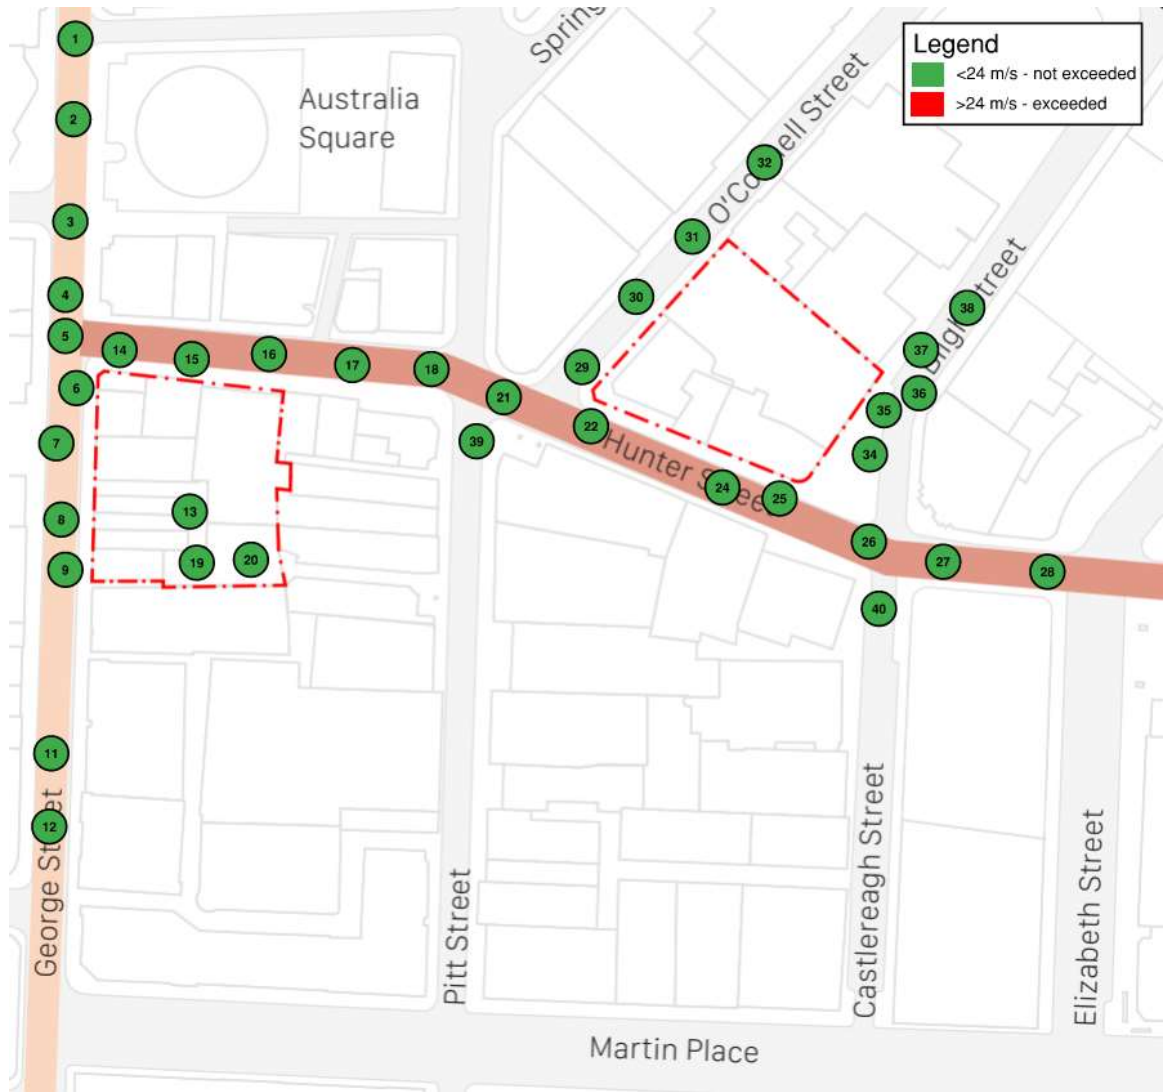 1
Spring
Legend
<24 m/s - not exceeded
>24 m/s - exceeded
2
Australia
Square
32
O'Connell Street
3
31
4
30
38
5
14
15
16
17
18
29
37
Bligh Street
6
21
35
36
7
39
22
34
Hunter Street
24
25
8
13
26
9
19
20
27
28
40
11
12
George Street
Pitt Street
Castlereagh Street
Elizabeth Street
Martin Place